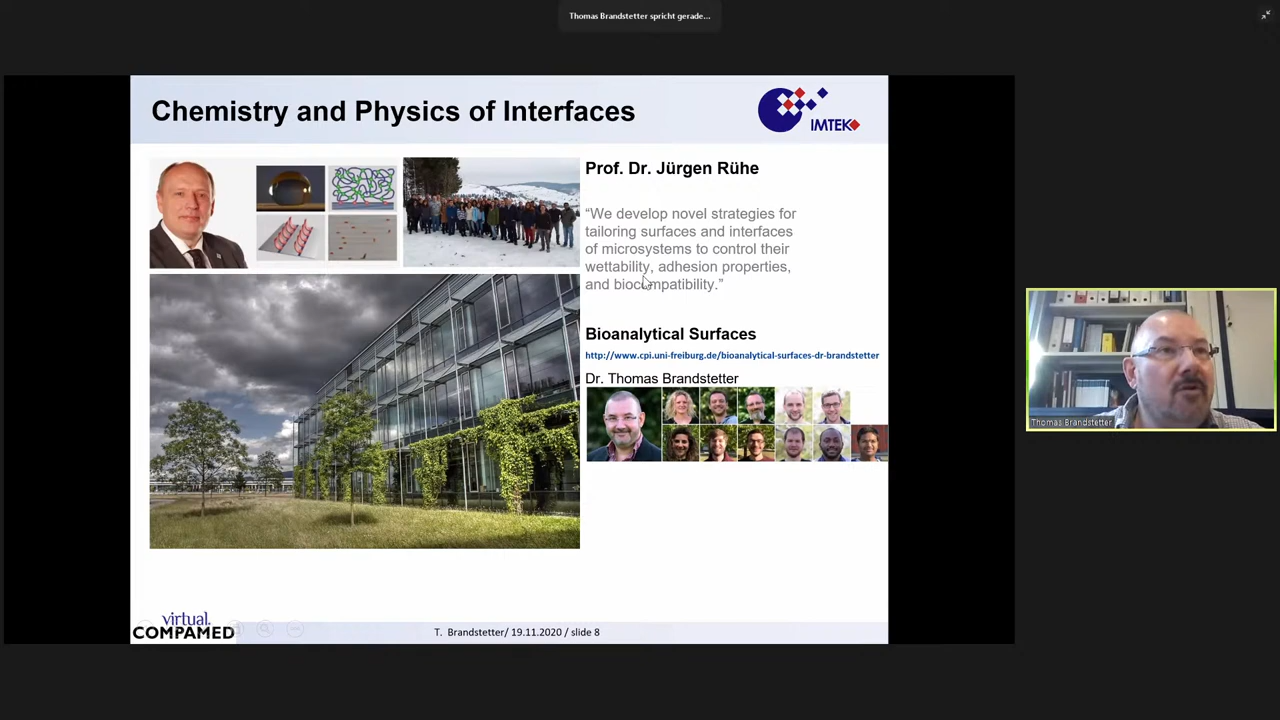 Thomas Brandstetter spricht gerade...
Chemistry and Physics of Interfaces
IMTEK
Prof. Dr. Jürgen Rühe
“We develop novel strategies for
tailoring surfaces and interfaces
of microsystems to control their
wettability, adhesion properties,
and biocompatibility.”
Bioanalytical Surfaces
http://www.cpi.uni-freiburg.de/bioanalytical-surfaces-dr-brandstetter
Dr. Thomas Brandstetter
Thomas Brandstetter
virtual.
COMPAMED
T. Brandstetter/ 19.11.2020 / slide 8